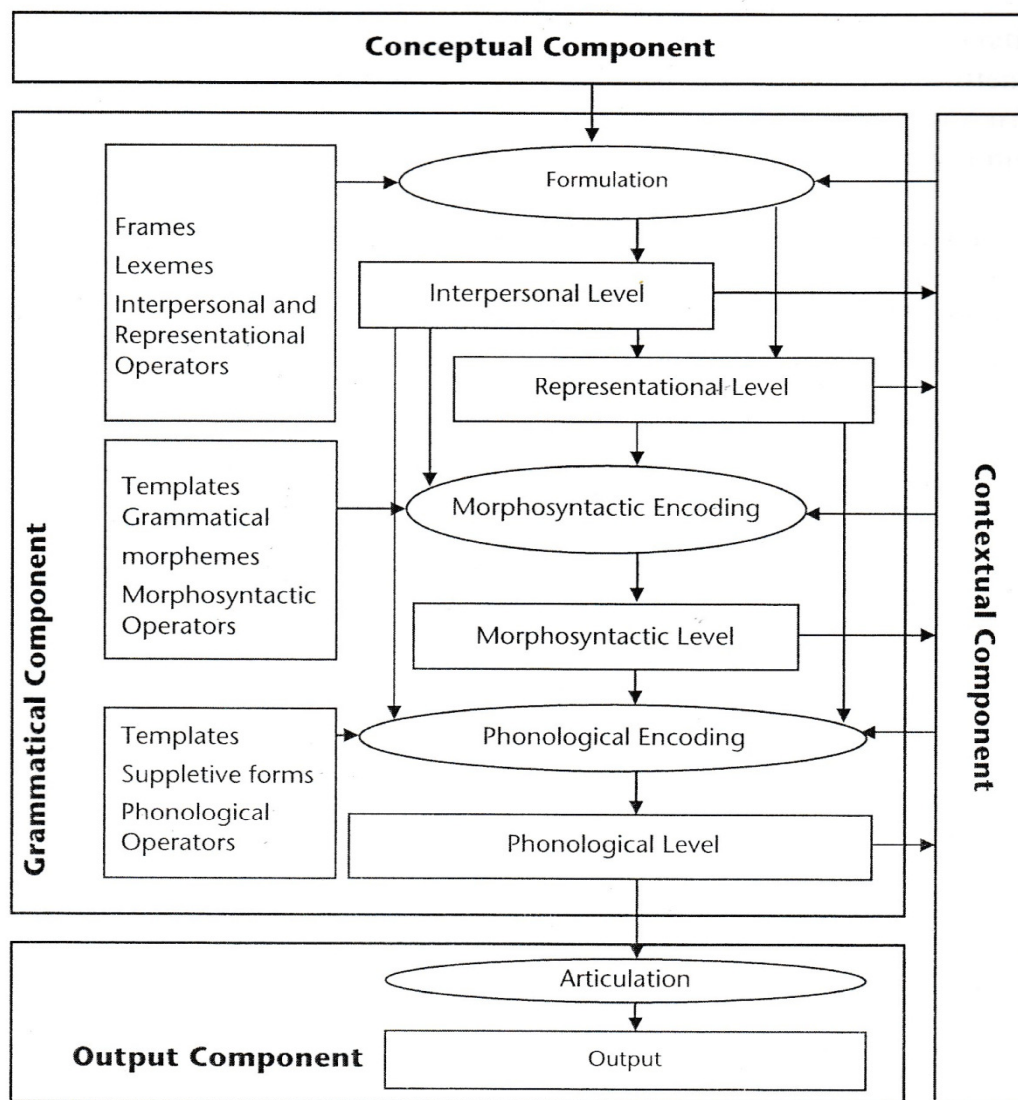 Conceptual Component
Grammatical Component
Formulation
Frames
Lexemes
Interpersonal and
Representational
Operators
Interpersonal Level
Representational Level
Templates
Grammatical
morphemes
Morphosyntactic
Operators
Morphosyntactic Encoding
Morphosyntactic Level
Templates
Suppletive forms
Phonological
Operators
Phonological Encoding
Phonological Level
Contextual Component
Output Component
Articulation
Output